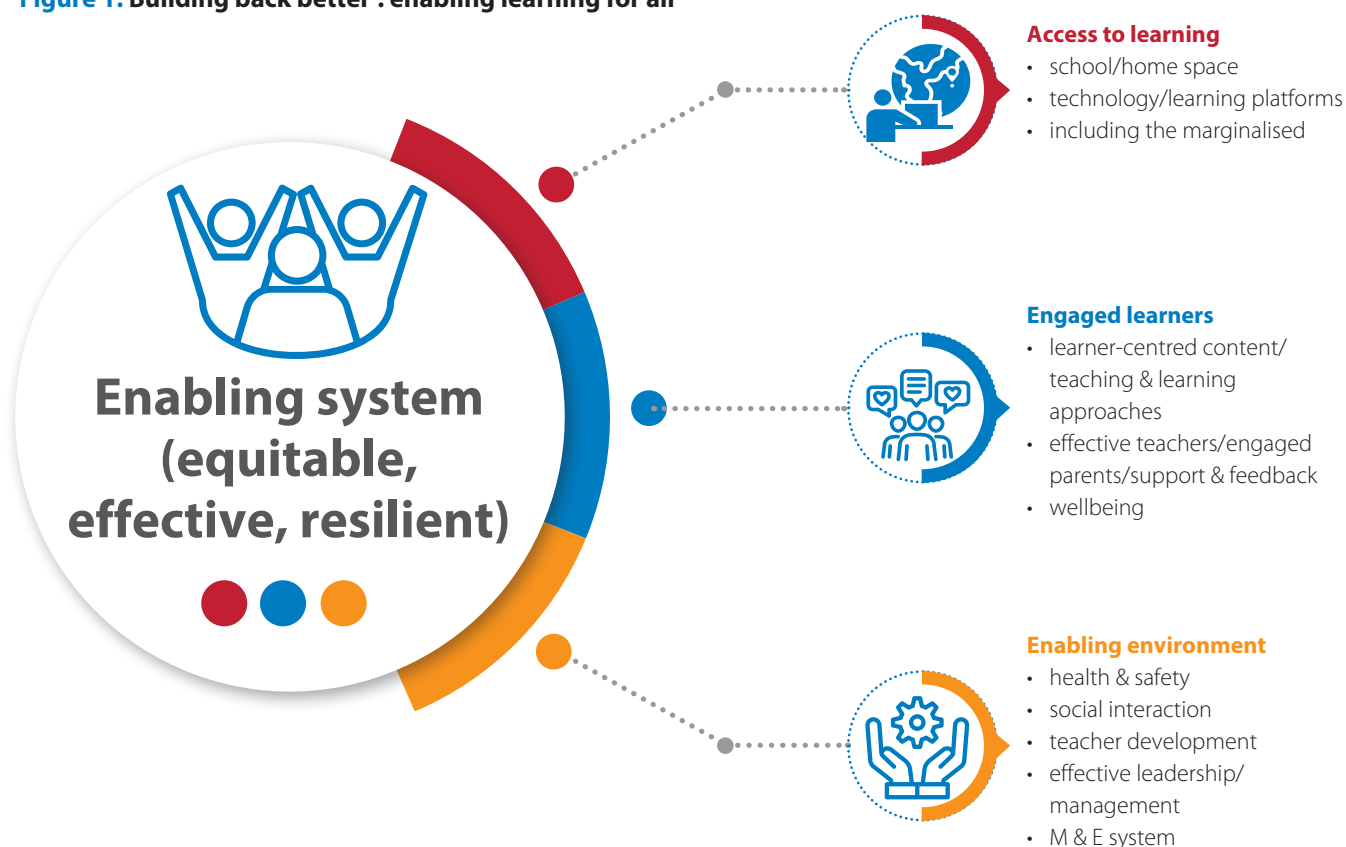 Figure 1: Building back better : enabling learning for all
Enabling system
(equitable,
effective, resilient)
Access to learning
• school/home space
• technology/learning platforms
• including the marginalised
Engaged learners
• learner-centred content/
teaching & learning
approaches
• effective teachers/engaged
parents/support & feedback
• wellbeing
Enabling environment
• health & safety
• social interaction
• teacher development
• effective leadership/
management
• M & E system